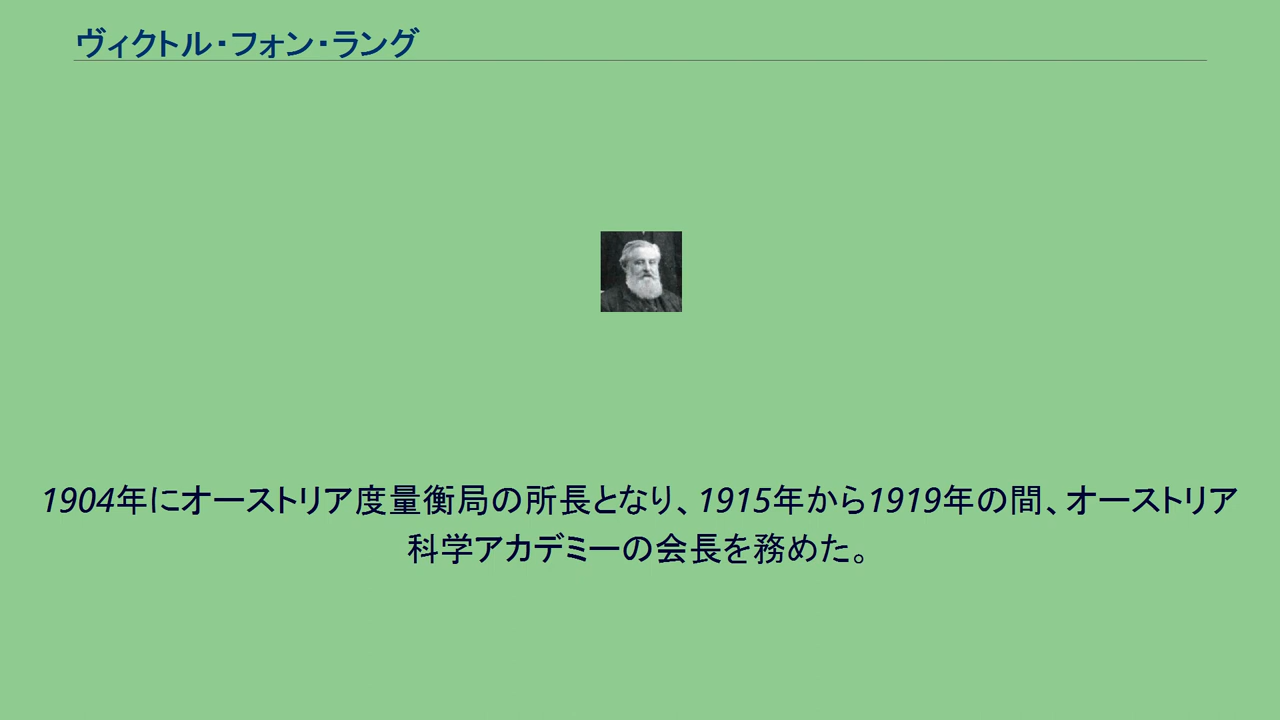 ヴィクトル・フォン・ラング
1904年にオーストリア度量衡局の所長となり、1915年から1919年の間、オーストリア
科学アカデミーの会長を務めた。